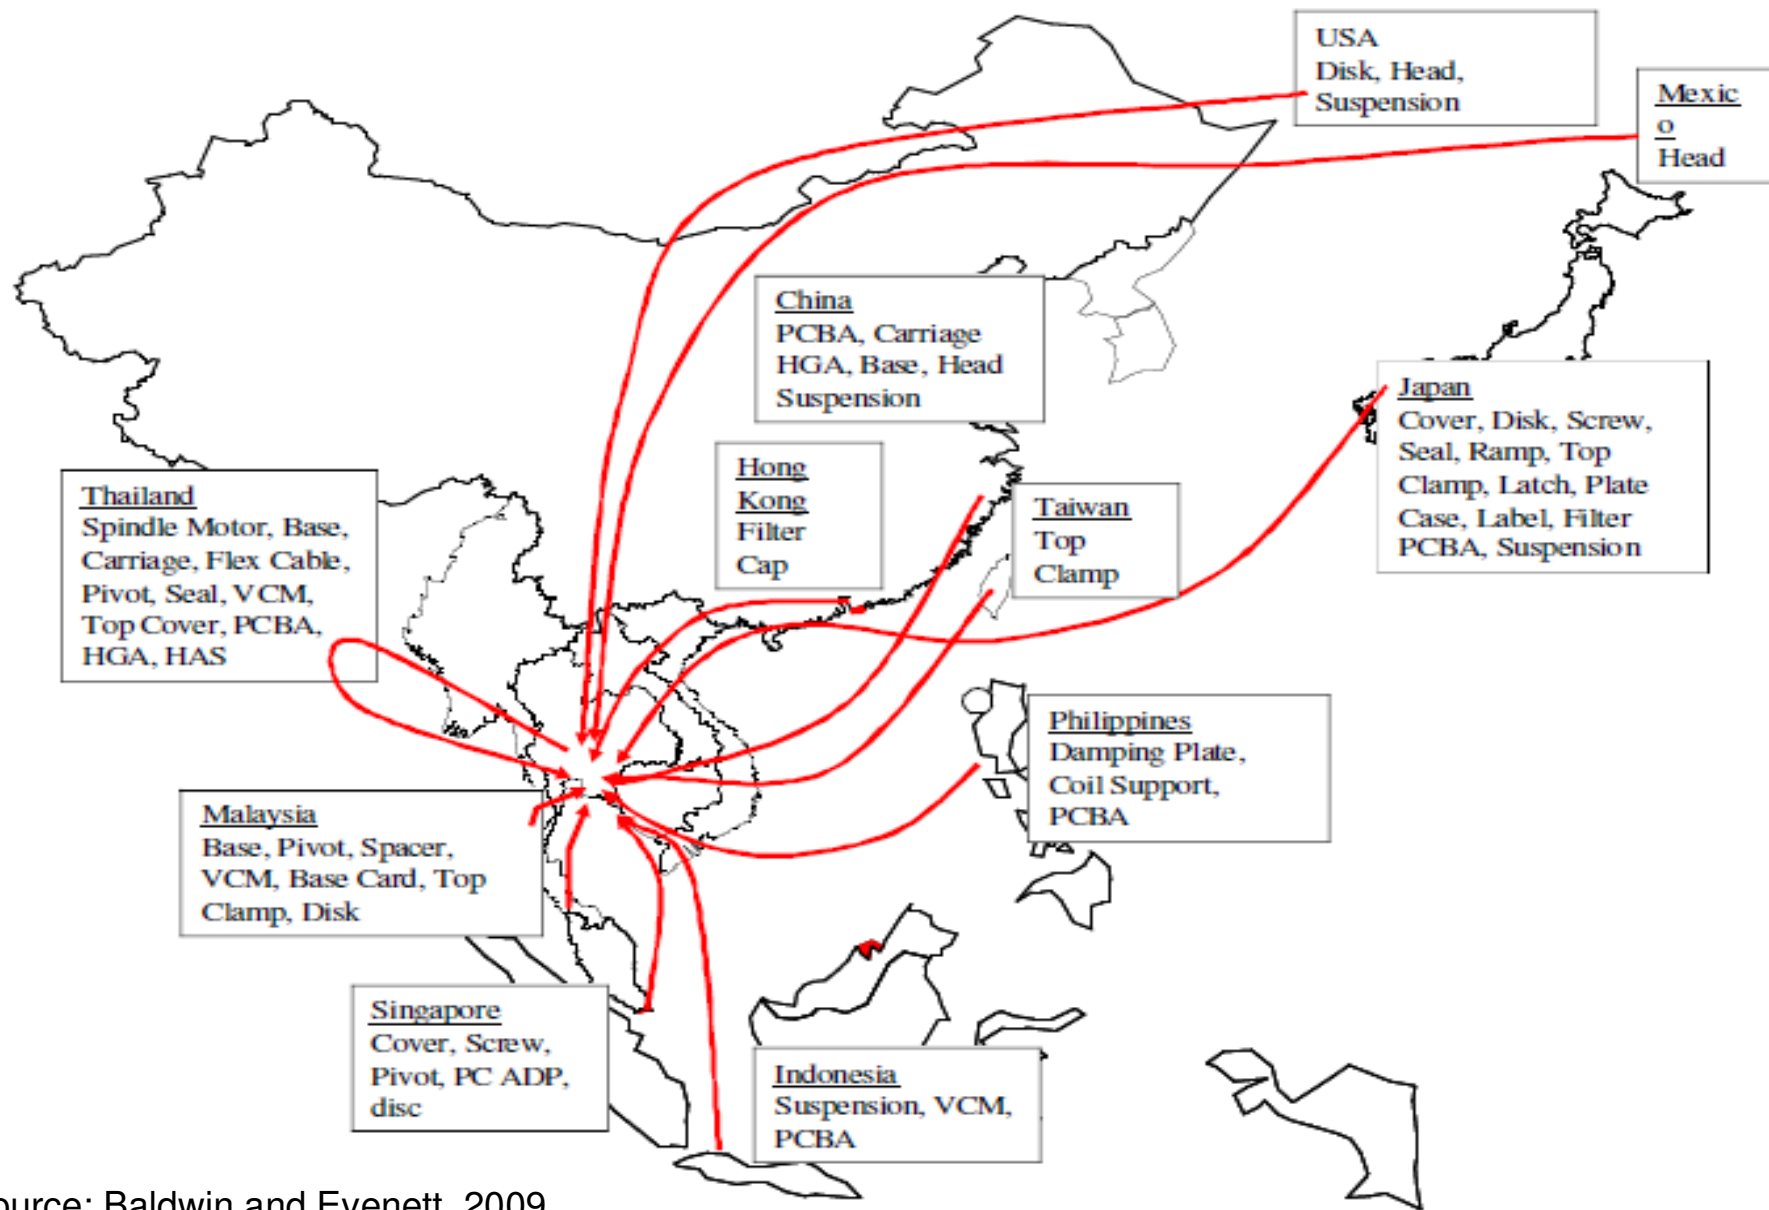 USA
Disk, Head,
Suspension
Mexic
o
Head
China
PCBA, Carriage
HGA, Base, Head
Suspension
Japan
Cover, Disk, Screw,
Seal, Ramp, Top
Clamp, Latch, Plate
Case, Label, Filter
PCBA, Suspension
Hong
Kong
Filter
Cap
Taiwan
Top
Clamp
Thailand
Spindle Motor, Base,
Carriage, Flex Cable,
Pivot, Seal, VCM,
Top Cover, PCBA,
HGA, HAS
Philippines
Damping Plate,
Coil Support,
PCBA
Malaysia
Base, Pivot, Spacer,
VCM, Base Card, Top
Clamp, Disk
Singapore
Cover, Screw,
Pivot, PC ADP,
disc
Indonesia
Suspension, VCM,
PCBA
ource: Baldwin and Evenett, 2009